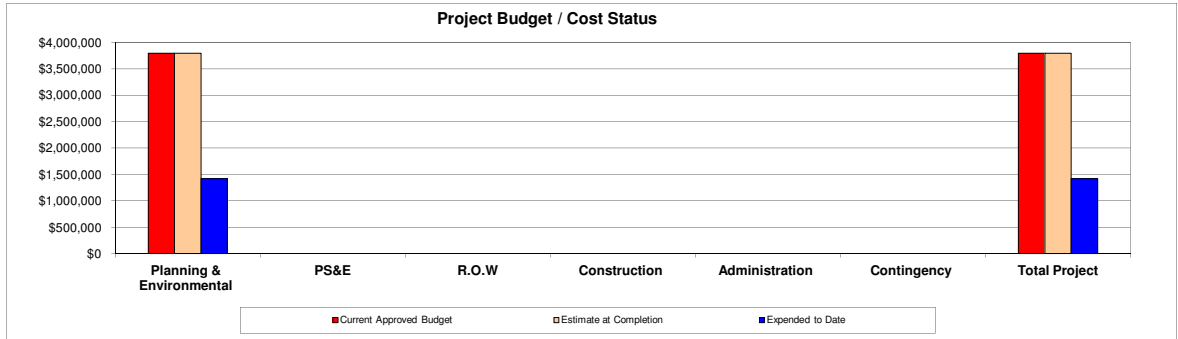 Project Budget / Cost Status
$4,000,000
$3,500,000
$3,000,000
$2,500,000
$2,000,000
$1,500,000
$1,000,000
$500,000
$0
Planning &
Environmental
PS&E
R.O.W
Construction
Administration
Contingency
Total Project
Current Approved Budget
Estimate at Completion
Expended to Date